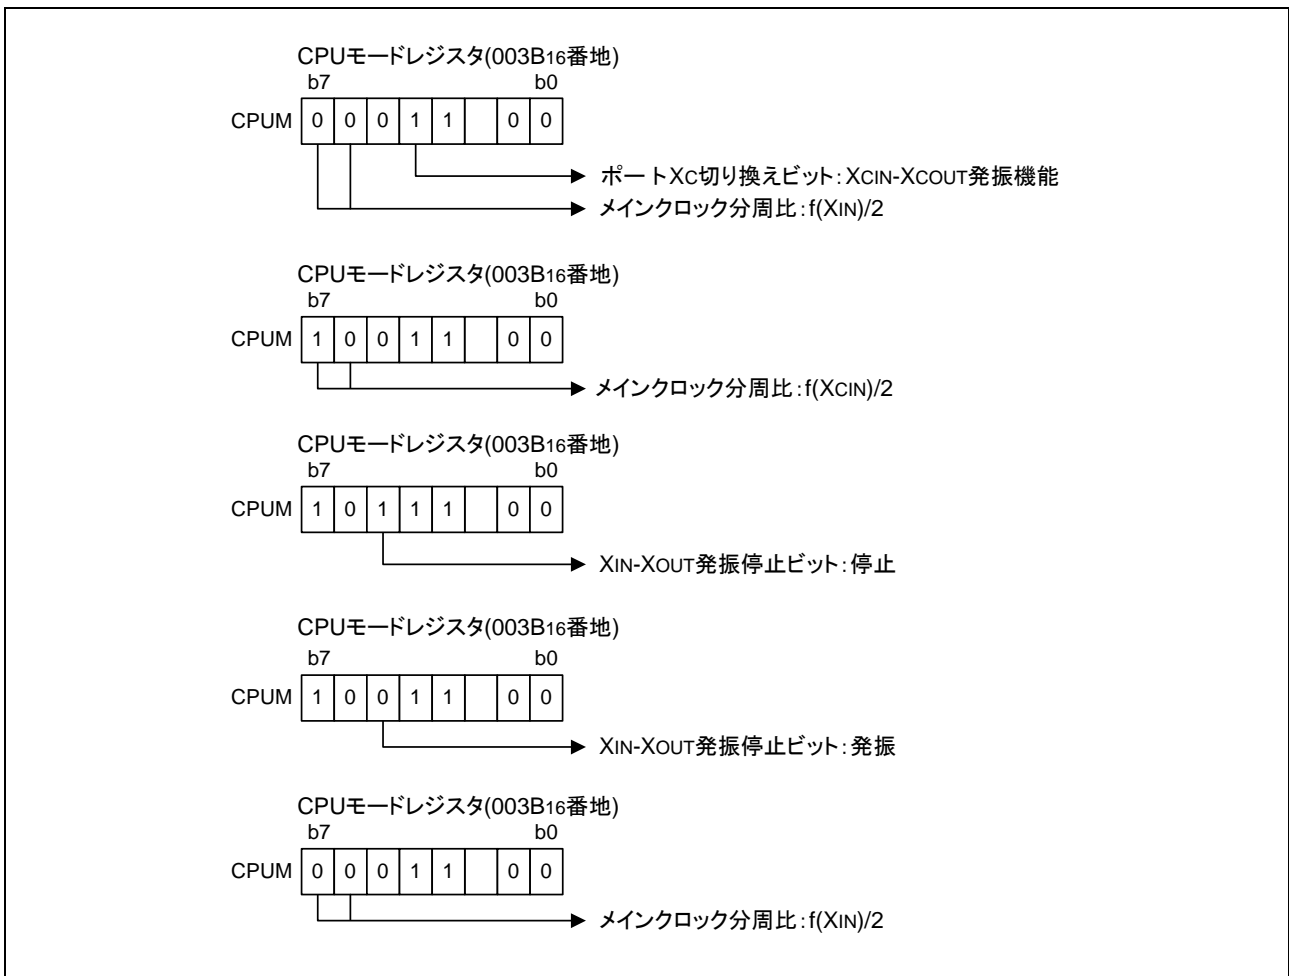 CPUモードレジスタ(003B16番地)
b7 b0
CPUM 0 0 0 1 1 0 0
ポートXC切り換えビット:XCIN-XCOUT発振機能
メインクロック分周比:f(XIN)/2
CPUモードレジスタ(003B16番地)
b7 b0
CPUM 1 0 0 1 1 0 0
メインクロック分周比:f(XCIN)/2
CPUモードレジスタ(003B16番地)
b7 b0
CPUM 1 0 1 1 1 0 0
XIN-XOUT発振停止ビット:停止
CPUモードレジスタ(003B16番地)
b7 b0
CPUM 1 0 0 1 1 0 0
XIN-XOUT発振停止ビット:発振
CPUモードレジスタ(003B16番地)
b7 b0
CPUM 0 0 0 1 1 0 0
メインクロック分周比:f(XIN)/2